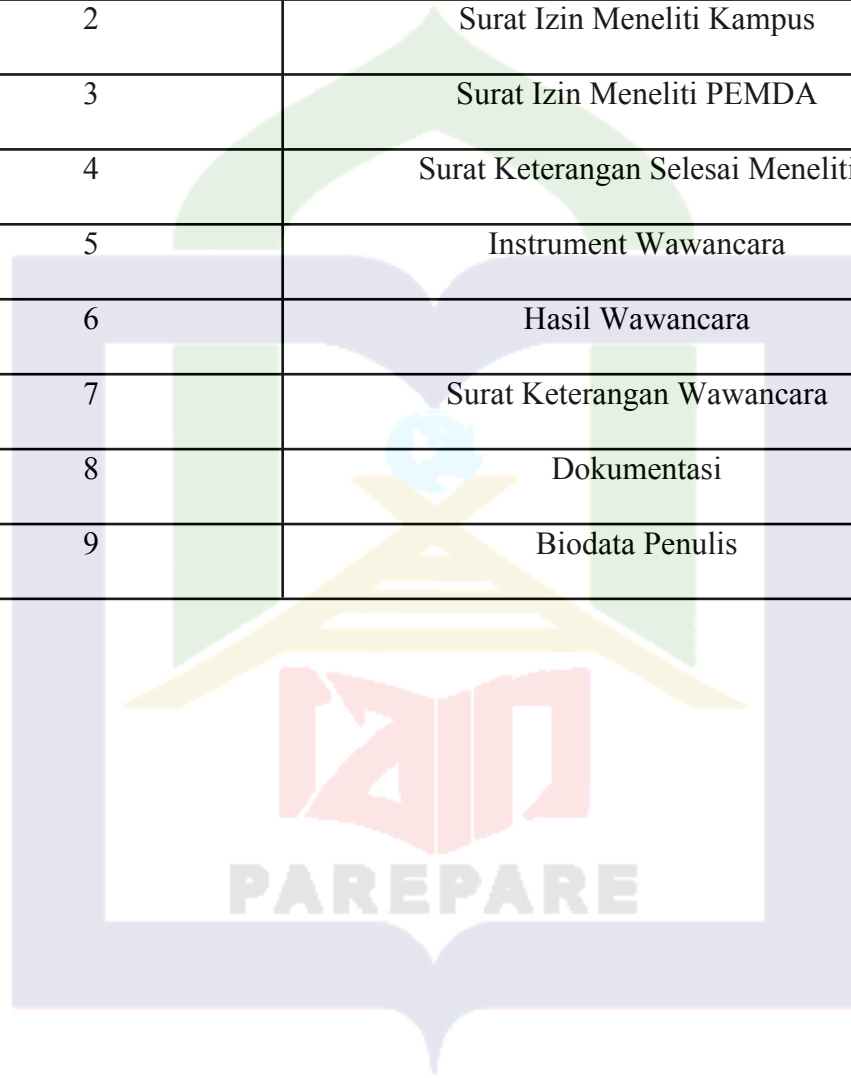 2 Surat Izin Meneliti Kampus
3 Surat Izin Meneliti PEMDA
4 Surat Keterangan Selesai Meneliti
5 Instrument Wawancara
6 Hasil Wawancara
7 Surat Keterangan Wawancara
8 Dokumentasi
9 Biodata Penulis
iain
PAREPARE